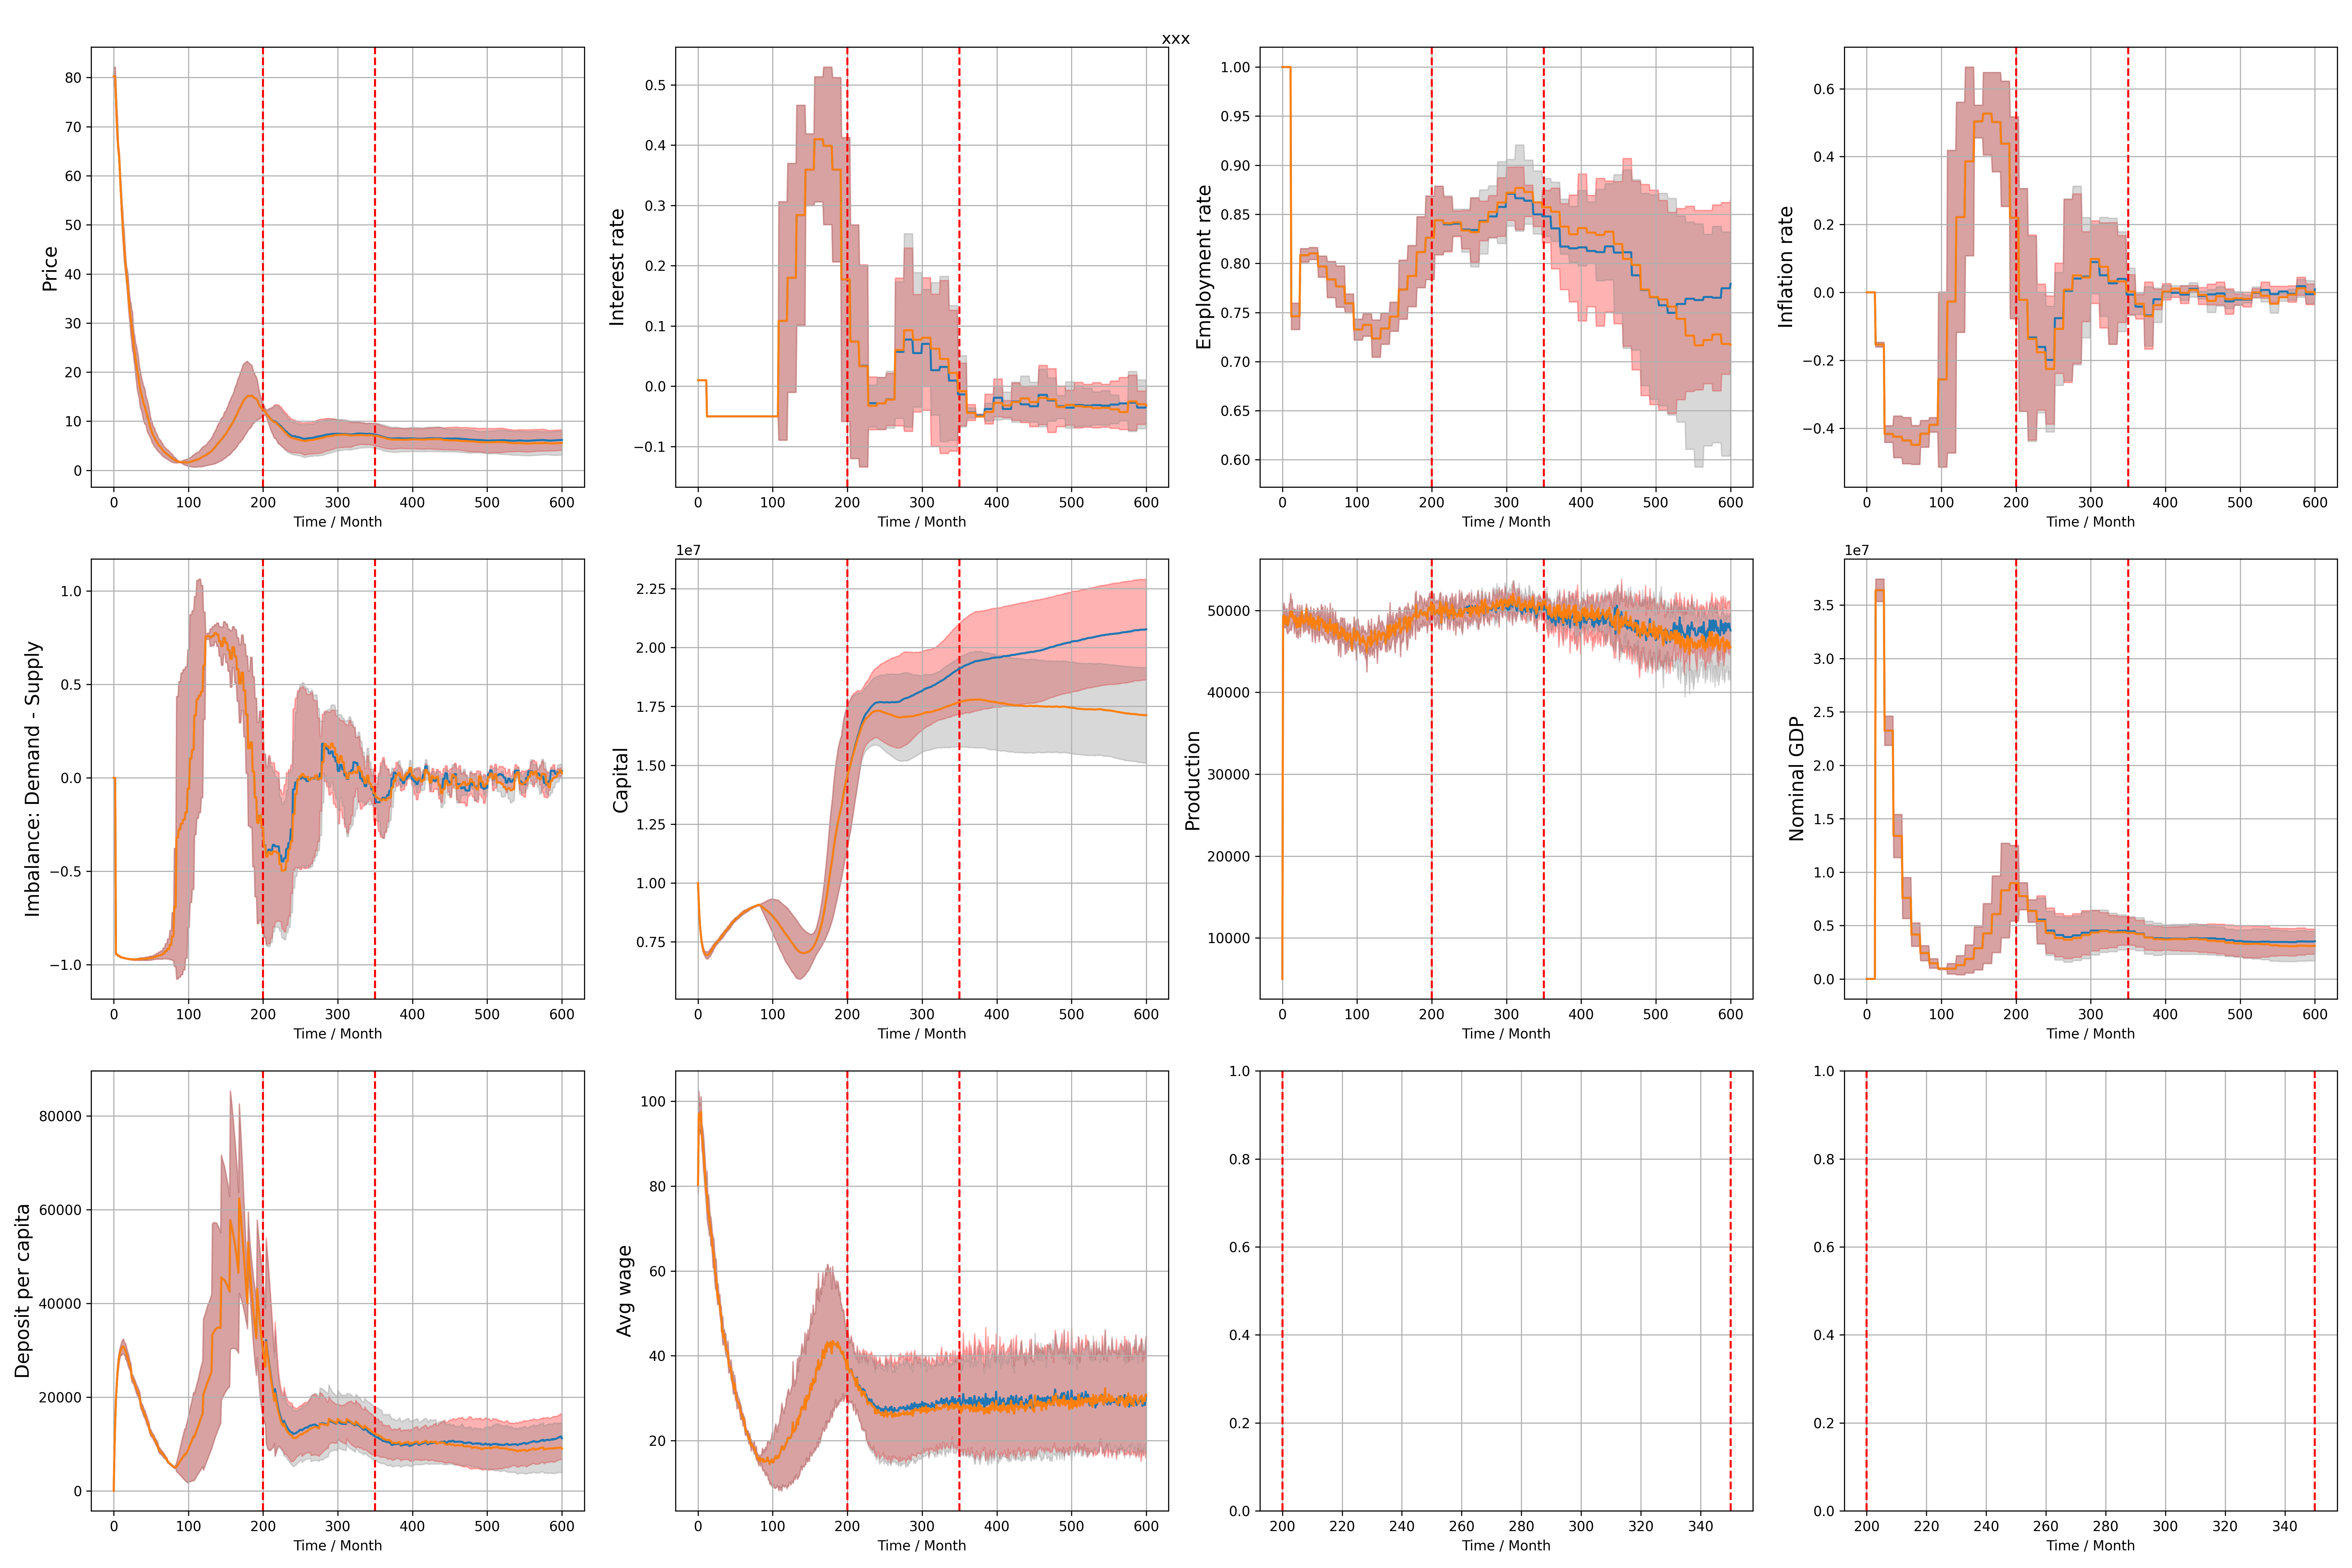 xxx
Price
80
70
60
50
40
30
20
10
0
0 100 200 300 400 500 600
Time / Month
Interest rate
0.5
0.4
0.3
0.2
0.1
0.0
−0.1
0 100 200 300 400 500 600
Time / Month
Employment rate
1.00
0.95
0.90
0.85
0.80
0.75
0.70
0.65
0.60
0 100 200 300 400 500 600
Time / Month
Inflation rate
0.6
0.4
0.2
0.0
−0.2
−0.4
0 100 200 300 400 500 600
Time / Month
Imbalance: Demand - Supply
1.0
0.5
0.0
−0.5
−1.0
0 100 200 300 400 500 600
Time / Month
1e7
Capital
2.25
2.00
1.75
1.50
1.25
1.00
0.75
0 100 200 300 400 500 600
Time / Month
Production
50000
40000
30000
20000
10000
0 100 200 300 400 500 600
Time / Month
1e7
Nominal GDP
3.5
3.0
2.5
2.0
1.5
1.0
0.5
0.0
0 100 200 300 400 500 600
Time / Month
Deposit per capita
80000
60000
40000
20000
0
0 100 200 300 400 500 600
Time / Month
Avg wage
100
80
60
40
20
0 100 200 300 400 500 600
Time / Month
1.0
0.8
0.6
0.4
0.2
0.0
200 220 240 260 280 300 320 340
Time / Month
1.0
0.8
0.6
0.4
0.2
0.0
200 220 240 260 280 300 320 340
Time / Month